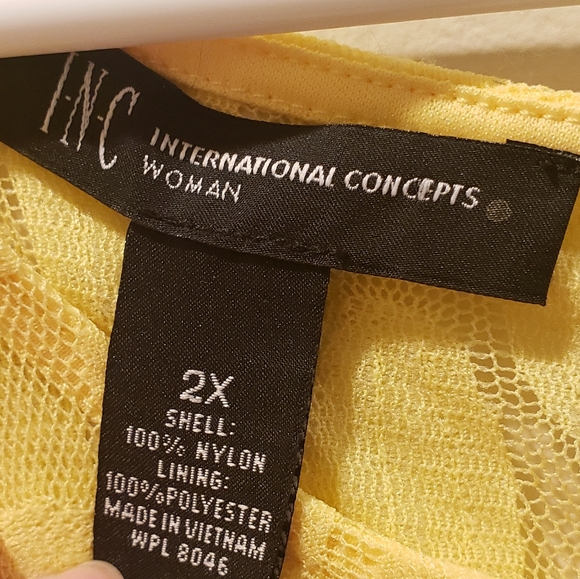 I·N·C
INTERNATIONAL CONCEPTS
WOMAN
2X
SHELL:
100% NYLON
LINING:
100%POLYESTER
MADE IN VIETNAM
WPL 8046